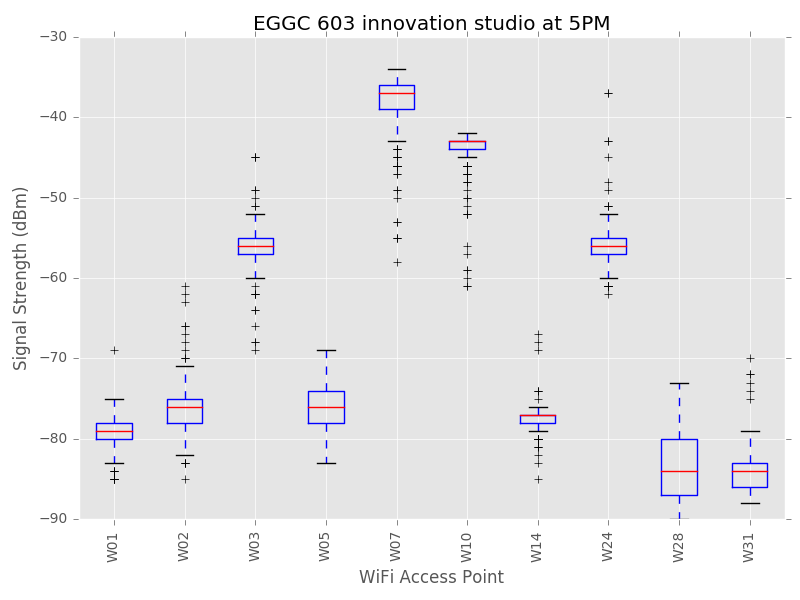 EGGC 603 innovation studio at 5PM
−30
−40
−50
−60
−70
−80
−90
Signal Strength (dBm)
W01
W02
W03
W05
W07
W10
W14
W24
W28
W31
WiFi Access Point